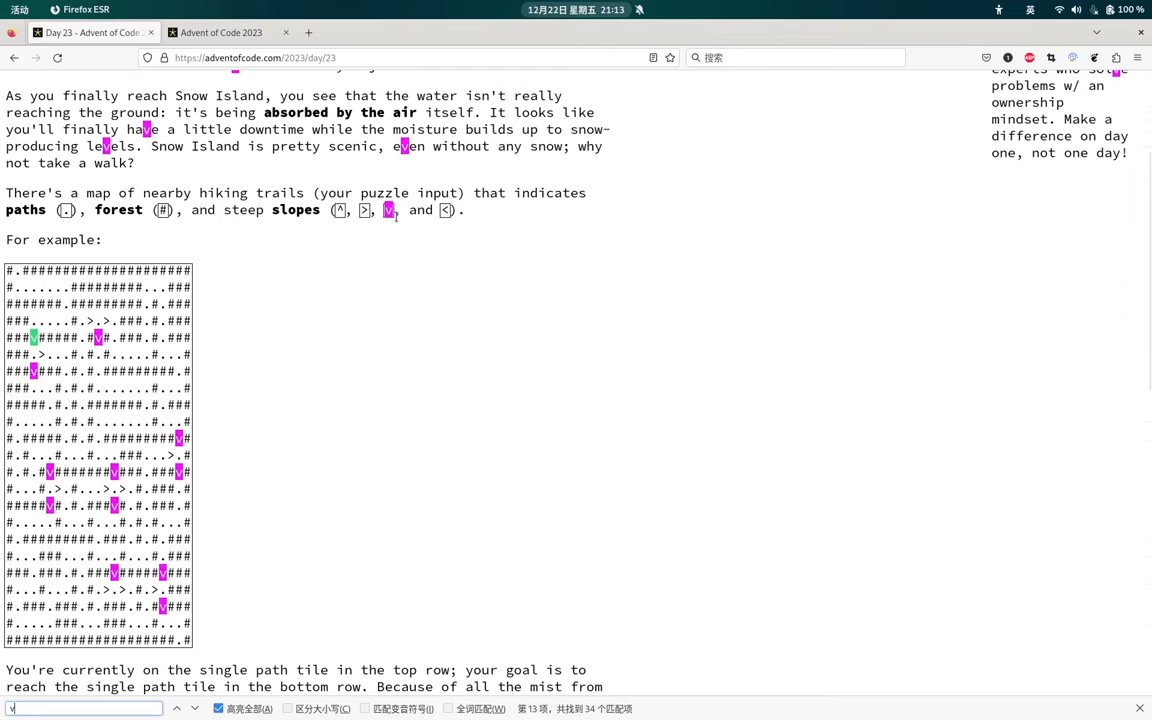 活动
Firefox ESR
12月22日 星期五 21:13
英
100 %
Day 23 - Advent of Code
Advent of Code 2023
https://adventofcode.com/2023/day/23
搜索
As you finally reach Snow Island, you see that the water isn't really
reaching the ground: it's being absorbed by the air itself. It looks like
you'll finally have a little downtime while the moisture builds up to snow-
producing levels. Snow Island is pretty scenic, even without any snow; why
not take a walk?
There's a map of nearby hiking trails (your puzzle input) that indicates
paths (.), forest (#), and steep slopes (^, >, v, and <).
For example:
#.#####################
#.......#########...###
#######.#########.#.###
###.....#.>.>.###.#.###
###v#####.#v#.###.#.###
###.>...#.#.#.....#...#
###v###.#.#.#########.#
###...#.#.#.......#...#
#####.#.#.#######.#.###
#.....#.#.#.......#...#
#.#####.#.#.#########v#
#.#...#...#...###...>.#
#.#.#v#######v###.###v#
#...#.>.#...>.>.#.###.#
#####v#.#.###v#.#.###.#
#.....#...#...#.#.#...#
#.#########.###.#.#.###
#...###...#...#...#.###
###.###.#.###v#####v###
#...#...#.#.>.>.#.>.###
#.###.###.#.###.#.#v###
#.....###...###...#...#
#####################.#
You're currently on the single path tile in the top row; your goal is to
reach the single path tile in the bottom row. Because of all the mist from
experts who solve
problems w/ an
ownership
mindset. Make a
difference on day
one, not one day!
v
高亮全部(A)
区分大小写(C)
匹配变音符号(I)
全词匹配(W)
第 13 项，共找到 34 个匹配项